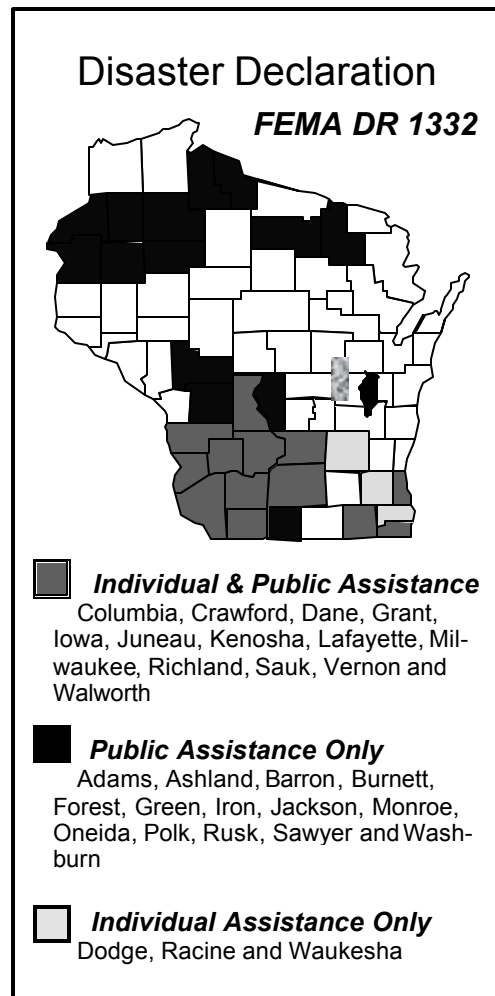 Disaster Declaration
FEMA DR 1332
Individual & Public Assistance
Columbia, Crawford, Dane, Grant,
Iowa, Juneau, Kenosha, Lafayette, Mil-
waukee, Richland, Sauk, Vernon and
Walworth
Public Assistance Only
Adams, Ashland, Barron, Burnett,
Forest, Green, Iron, Jackson, Monroe,
Oneida, Polk, Rusk, Sawyer and Wash-
burn
Individual Assistance Only
Dodge, Racine and Waukesha